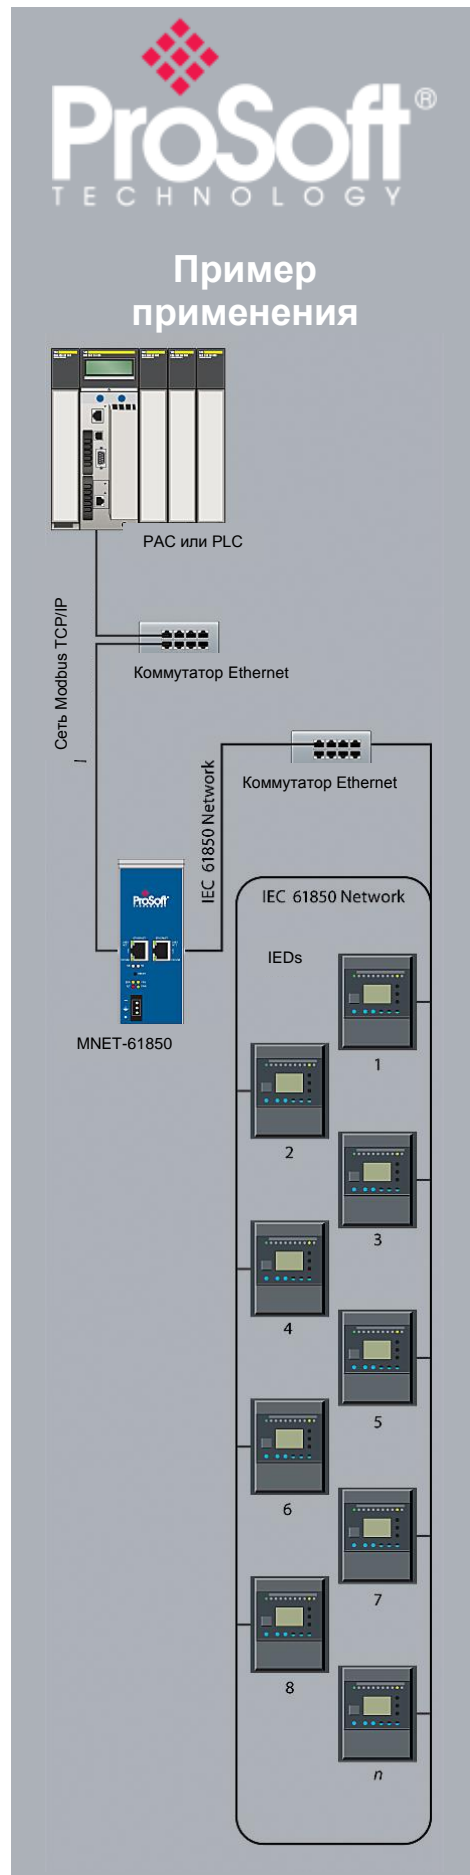 ProSoft®
TECHNOLOGY
Пример
применения
PAC или PLC
Сеть Modbus TCP/IP
Коммутатор Ethernet
IEC 61850 Network
Коммутатор Ethernet
IEC 61850 Network
ProSoft
IEDs
MNET-61850
1
2
3
4
5
6
7
8
n